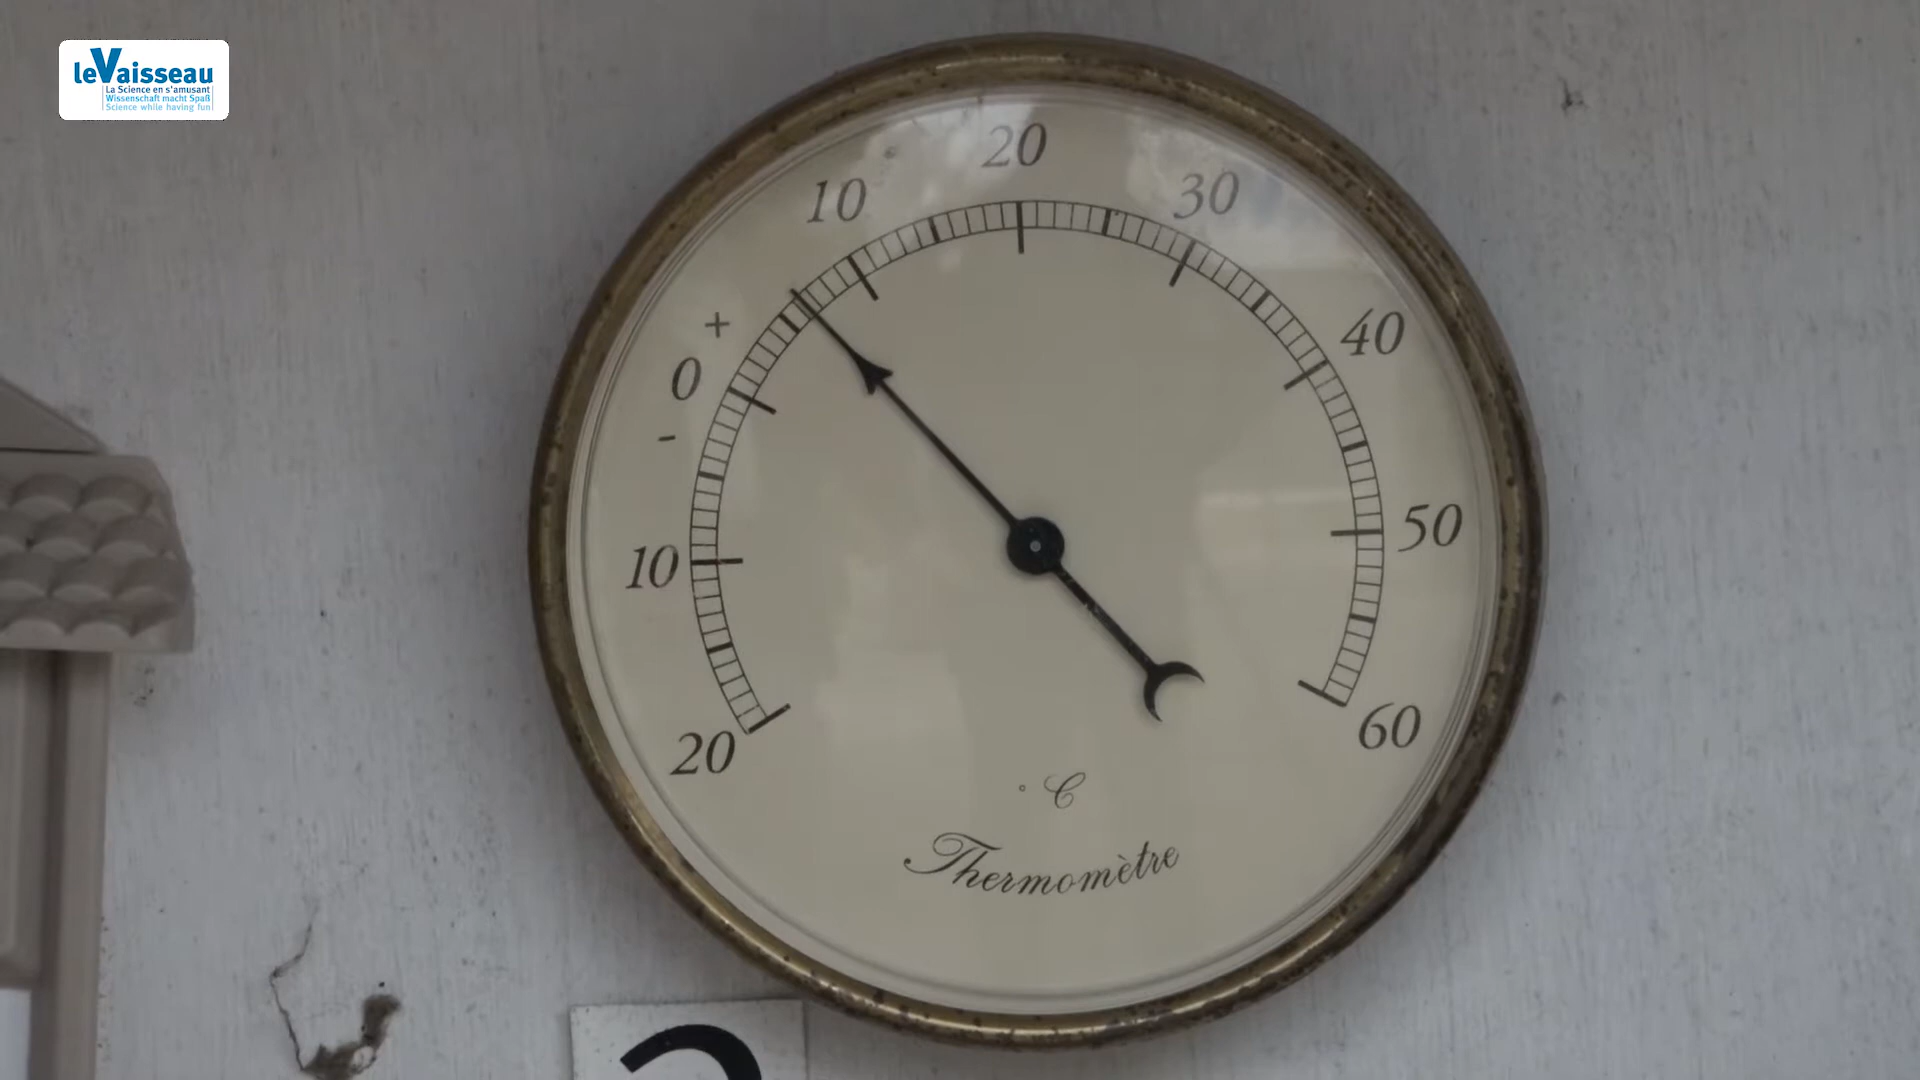 leVaisseau
La Science en s'amusant
Wissenschaft macht Spaß
Science while having fun
20
10
30
+
40
0
-
50
10
60
20
° C
Thermomètre